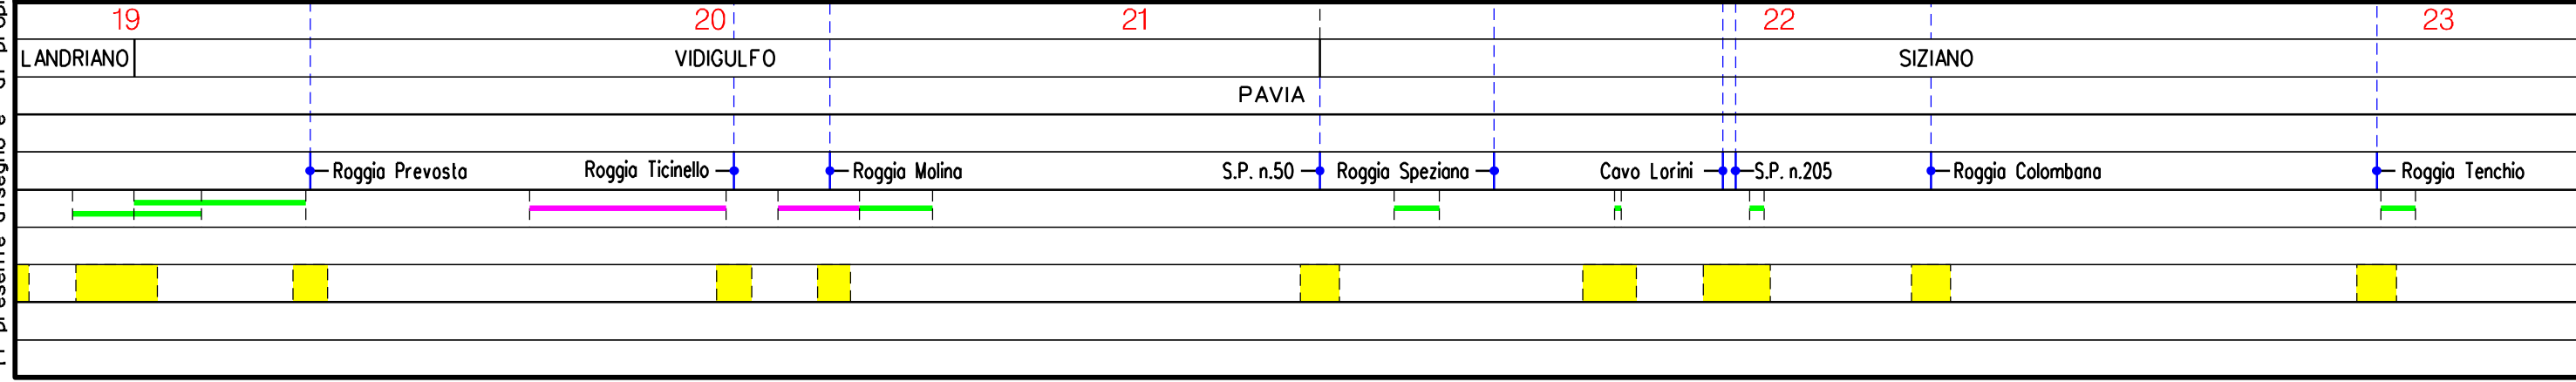 19 20 21 22 23
LANDRIANO VIDIGULFO SIZIANO
PAVIA
Roggia Prevosta Roggia Ticinello Roggia Molina S.P. n.50 Roggia Speziana Cavo Lorini S.P. n.205 Roggia Colombana Roggia Tenchio